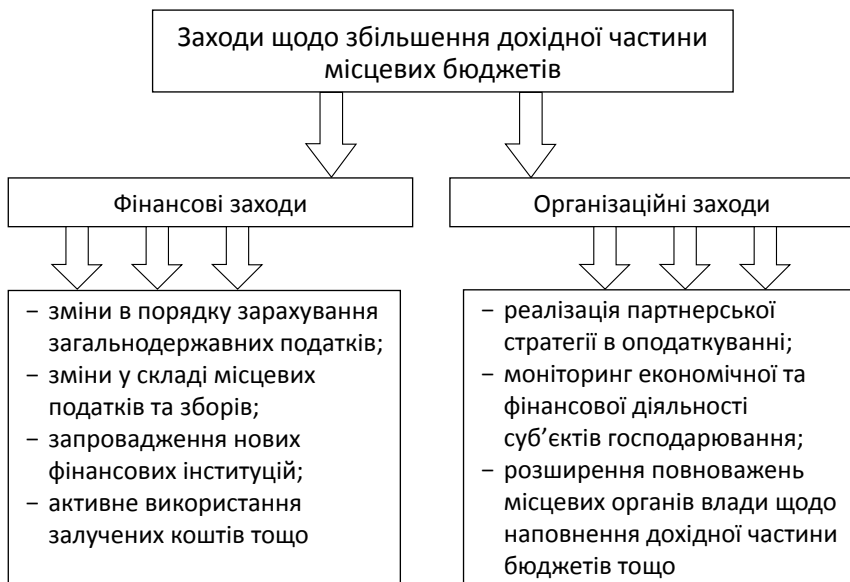 Заходи щодо збільшення дохідної частини
місцевих бюджетів
Фінансові заходи
Організаційні заходи
− зміни в порядку зарахування
загальнодержавних податків;
− зміни у складі місцевих
податків та зборів;
− запровадження нових
фінансових інституцій;
− активне використання
залучених коштів тощо
− реалізація партнерської
стратегії в оподаткуванні;
− моніторинг економічної та
фінансової діяльності
суб’єктів господарювання;
− розширення повноважень
місцевих органів влади щодо
наповнення дохідної частини
бюджетів тощо